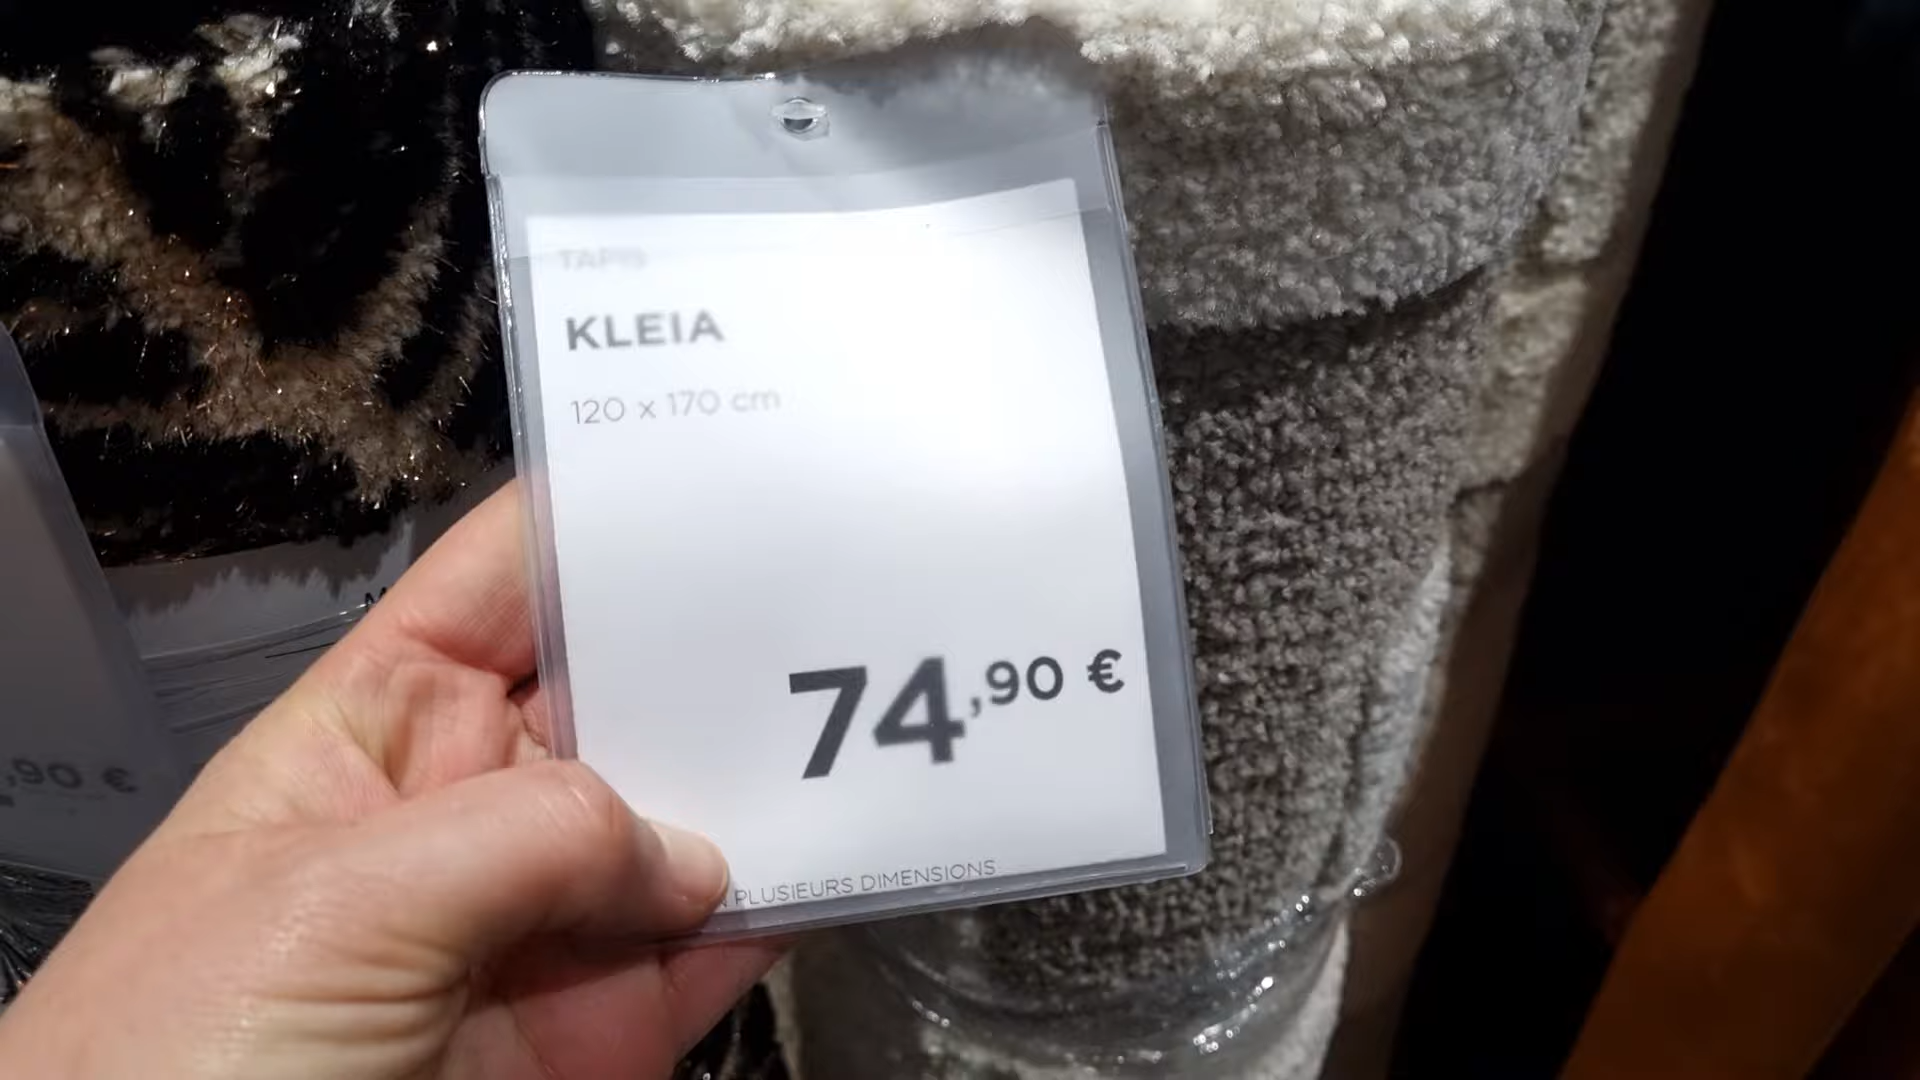 TAPIS
KLEIA
120 x 170 cm
74,90 €
PLUSIEURS DIMENSIONS
,90 €